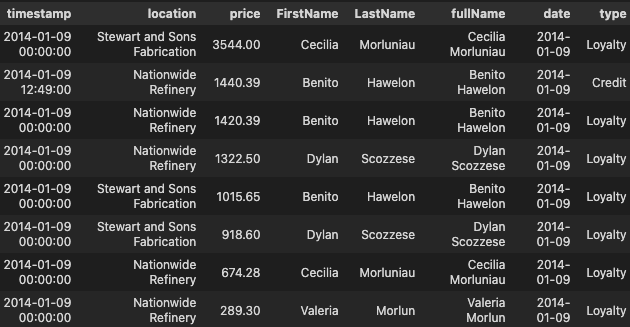 timestamp location price FirstName LastName fullName date type
2014-01-09 00:00:00 Stewart and Sons Fabrication 3544.00 Cecilia Morluniau Cecilia Morluniau 2014-01-09 Loyalty
2014-01-09 12:49:00 Nationwide Refinery 1440.39 Benito Hawelon Benito Hawelon 2014-01-09 Credit
2014-01-09 00:00:00 Nationwide Refinery 1420.39 Benito Hawelon Benito Hawelon 2014-01-09 Loyalty
2014-01-09 00:00:00 Nationwide Refinery 1322.50 Dylan Scozzese Dylan Scozzese 2014-01-09 Loyalty
2014-01-09 00:00:00 Stewart and Sons Fabrication 1015.65 Benito Hawelon Benito Hawelon 2014-01-09 Loyalty
2014-01-09 00:00:00 Stewart and Sons Fabrication 918.60 Dylan Scozzese Dylan Scozzese 2014-01-09 Loyalty
2014-01-09 00:00:00 Nationwide Refinery 674.28 Cecilia Morluniau Cecilia Morluniau 2014-01-09 Loyalty
2014-01-09 00:00:00 Nationwide Refinery 289.30 Valeria Morlun Valeria Morlun 2014-01-09 Loyalty